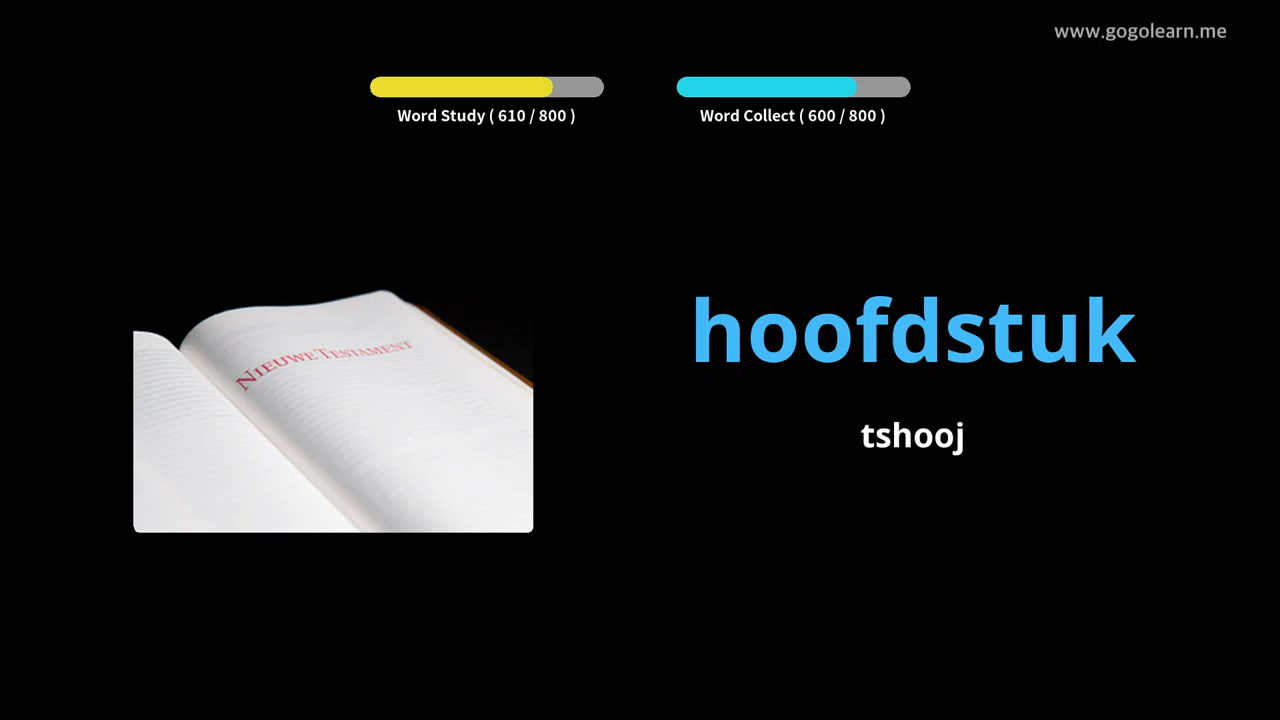 www.gogolearn.me
Word Study ( 610 / 800 )
Word Collect ( 600 / 800 )
NIEUWE TESTAMENT
hoofdstuk
tshooj